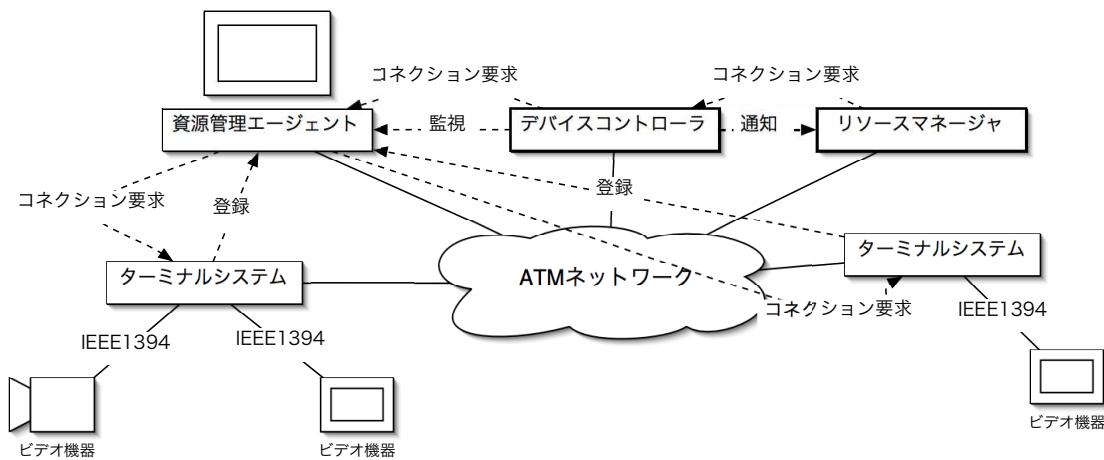 コネクション要求
コネクション要求
資源管理エージェント
監視
デバイスコントローラ
通知
リソースマネージャ
コネクション要求
登録
登録
ターミナルシステム
ATMネットワーク
ターミナルシステム
コネクション要求
IEEE1394
IEEE1394
IEEE1394
ビデオ機器
ビデオ機器
ビデオ機器